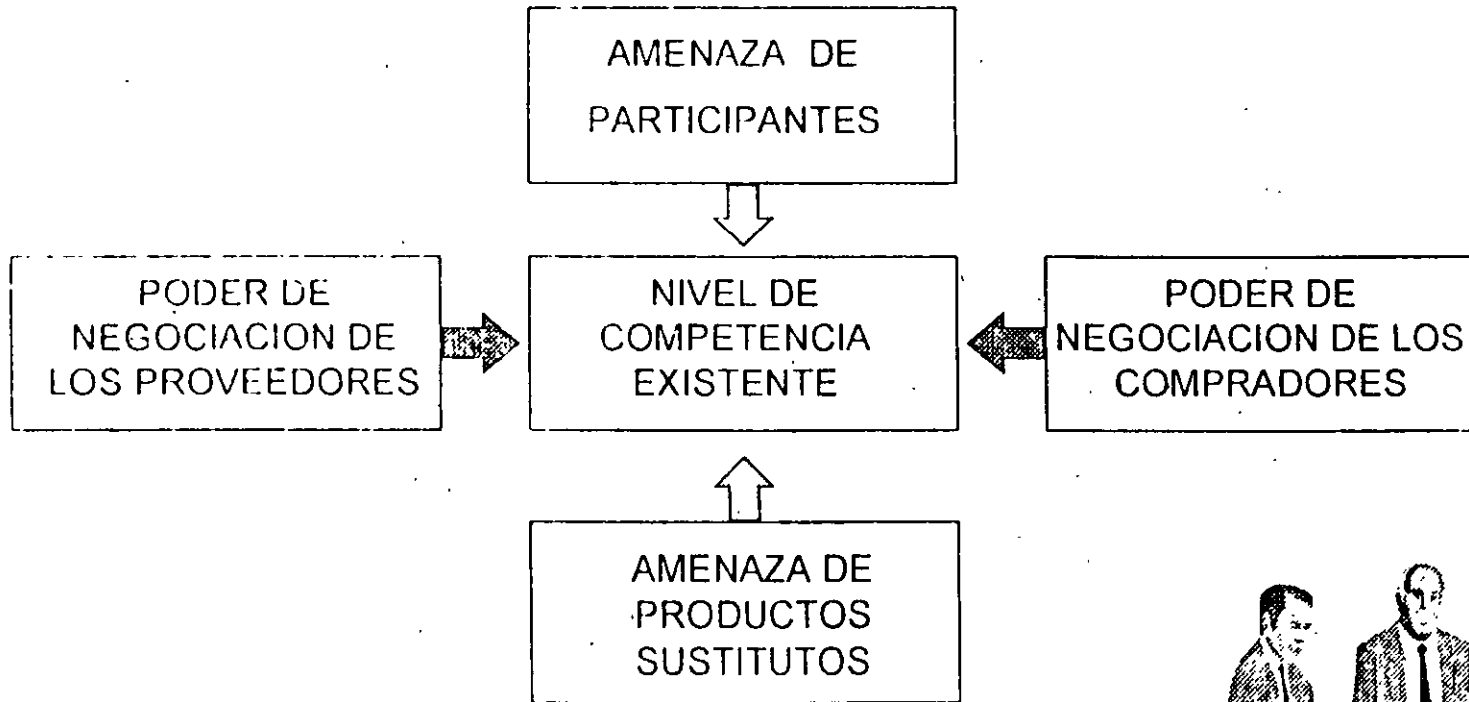 AMENAZA DE
PARTICIPANTES
PODER DE
NEGOCIACION DE
LOS PROVEEDORES
NIVEL DE
COMPETENCIA
EXISTENTE
PODER DE
NEGOCIACION DE LOS
COMPRADORES
AMENAZA DE
PRODUCTOS
SUSTITUTOS